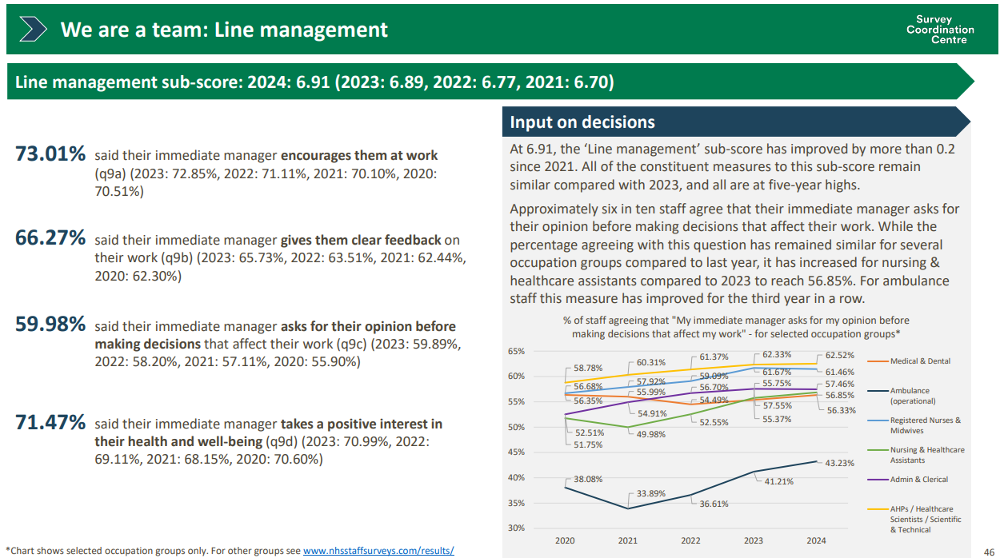 We are a team: Line management
Survey
Coordination
Centre
Line management sub-score: 2024: 6.91 (2023: 6.89, 2022: 6.77, 2021: 6.70)
73.01% said their immediate manager encourages them at work
(q9a) (2023: 72.85%, 2022: 71.11%, 2021: 70.10%, 2020:
70.51%)
66.27% said their immediate manager gives them clear feedback on
their work (q9b) (2023: 65.73%, 2022: 63.51%, 2021: 62.44%,
2020: 62.30%)
59.98% said their immediate manager asks for their opinion before
making decisions that affect their work (q9c) (2023: 59.89%,
2022: 58.20%, 2021: 57.11%, 2020: 55.90%)
71.47% said their immediate manager takes a positive interest in
their health and well-being (q9d) (2023: 70.99%, 2022:
69.11%, 2021: 68.15%, 2020: 70.60%)
Input on decisions
At 6.91, the ‘Line management’ sub-score has improved by more than 0.2
since 2021. All of the constituent measures to this sub-score remain
similar compared with 2023, and all are at five-year highs.
Approximately six in ten staff agree that their immediate manager asks for
their opinion before making decisions that affect their work. While the
percentage agreeing with this question has remained similar for several
occupation groups compared to last year, it has increased for nursing &
healthcare assistants compared to 2023 to reach 56.85%. For ambulance
staff this measure has improved for the third year in a row.
% of staff agreeing that "My immediate manager asks for my opinion before
making decisions that affect my work" - for selected occupation groups*
65%
60%
55%
50%
45%
40%
35%
30%
58.78%
56.68%
56.35%
52.51%
51.75%
38.08%
60.31%
57.92%
55.99%
54.91%
49.98%
33.89%
61.37%
59.09%
56.70%
54.49%
52.55%
36.61%
62.33%
61.67%
55.75%
57.55%
55.37%
41.21%
62.52%
61.46%
57.46%
56.85%
56.33%
43.23%
2020
2021
2022
2023
2024
Medical & Dental
Ambulance
(operational)
Registered Nurses &
Midwives
Nursing & Healthcare
Assistants
Admin & Clerical
AHPs / Healthcare
Scientists / Scientific
& Technical
*Chart shows selected occupation groups only. For other groups see www.nhsstaffsurveys.com/results/
46